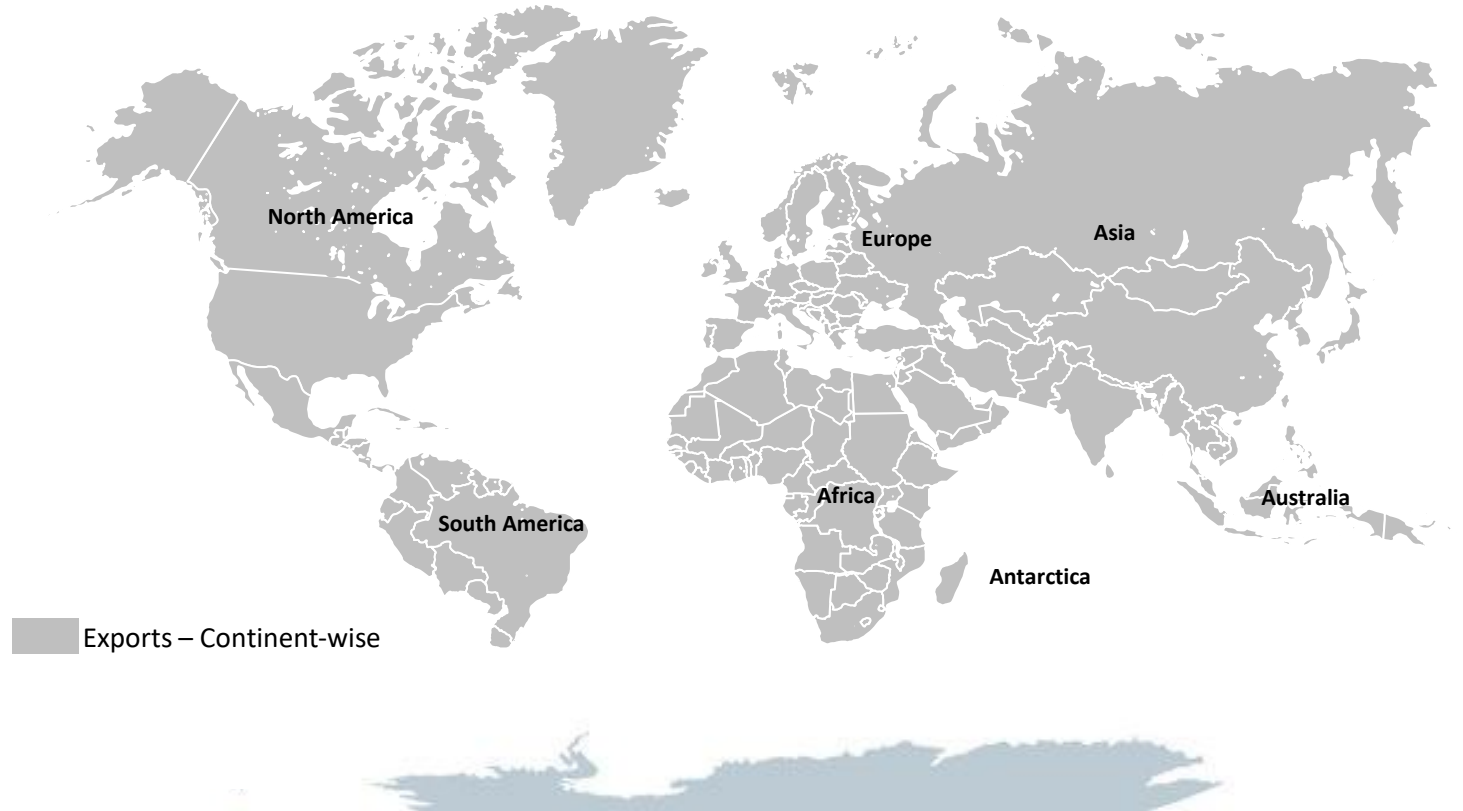 North America
Europe
Asia
South America
Africa
Australia
Antarctica
Exports – Continent-wise